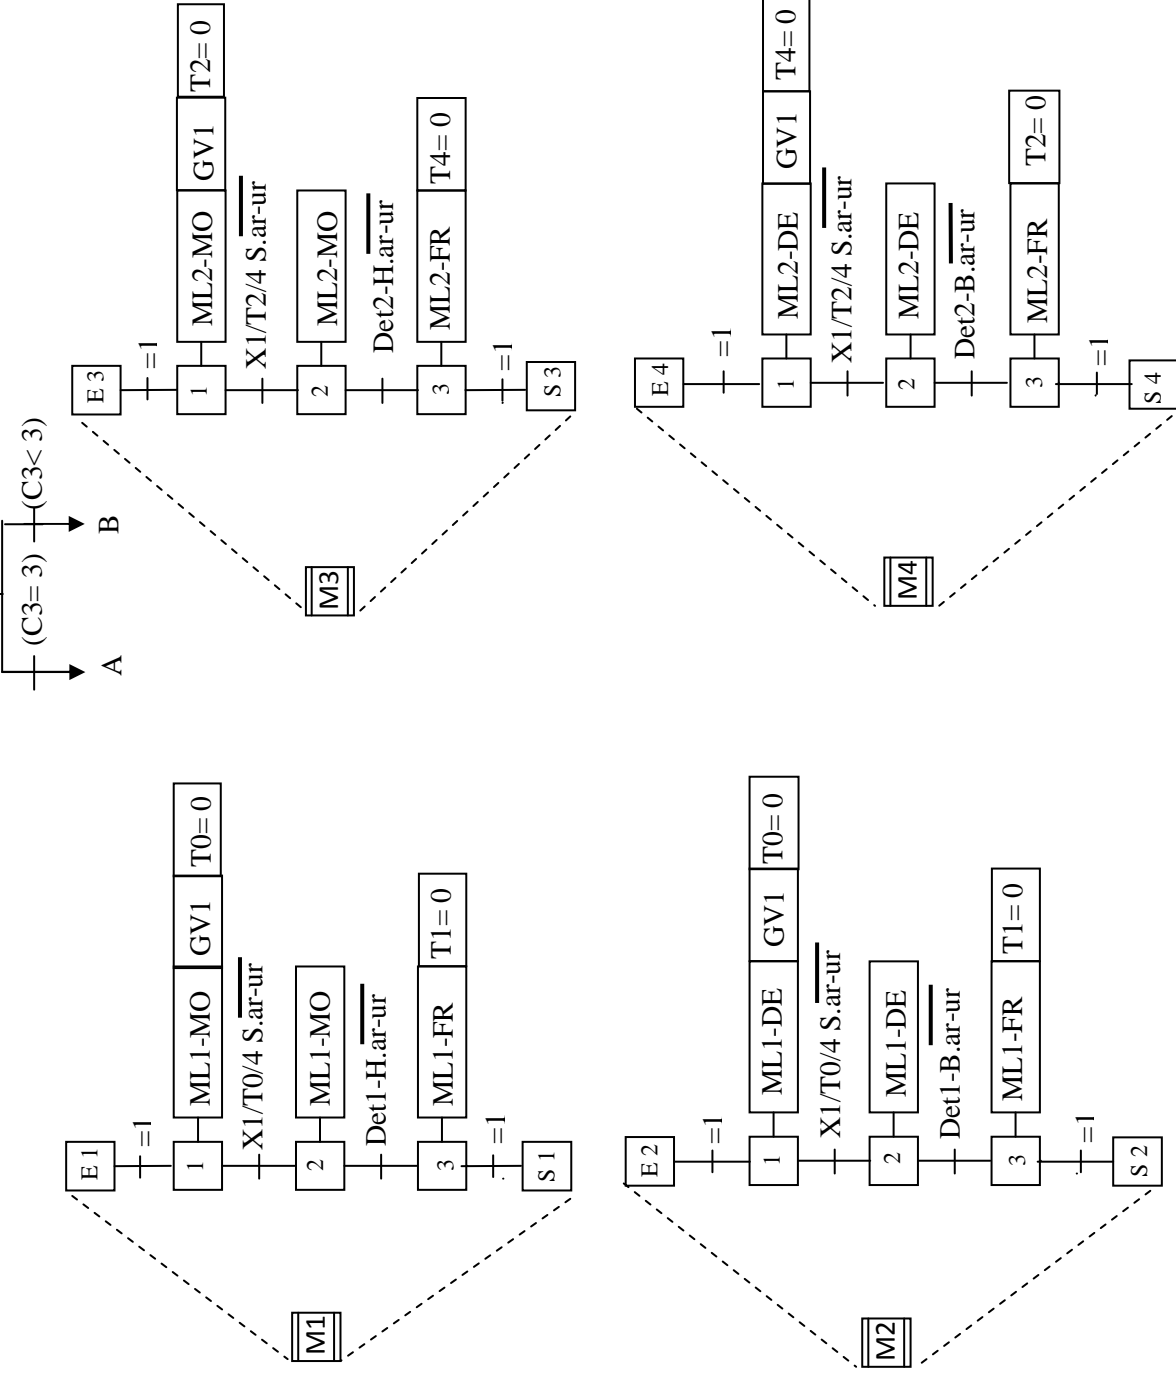 (C3= 3)
(C3< 3)
A
B
M3
E 3
=1
1
ML2-MO
GV1
T2= 0
X1/T2/4 S.ar-ur
2
ML2-MO
Det2-H.ar-ur
3
ML2-FR
T4= 0
=1
S 3
M4
E 4
=1
1
ML2-DE
GV1
T4= 0
X1/T2/4 S.ar-ur
2
ML2-DE
Det2-B.ar-ur
3
ML2-FR
T2= 0
=1
S 4
M1
E 1
=1
1
ML1-MO
GV1
T0= 0
X1/T0/4 S.ar-ur
2
ML1-MO
Det1-H.ar-ur
3
ML1-FR
T1= 0
=1
S 1
M2
E 2
=1
1
ML1-DE
GV1
T0= 0
X1/T0/4 S.ar-ur
2
ML1-DE
Det1-B.ar-ur
3
ML1-FR
T1= 0
=1
S 2